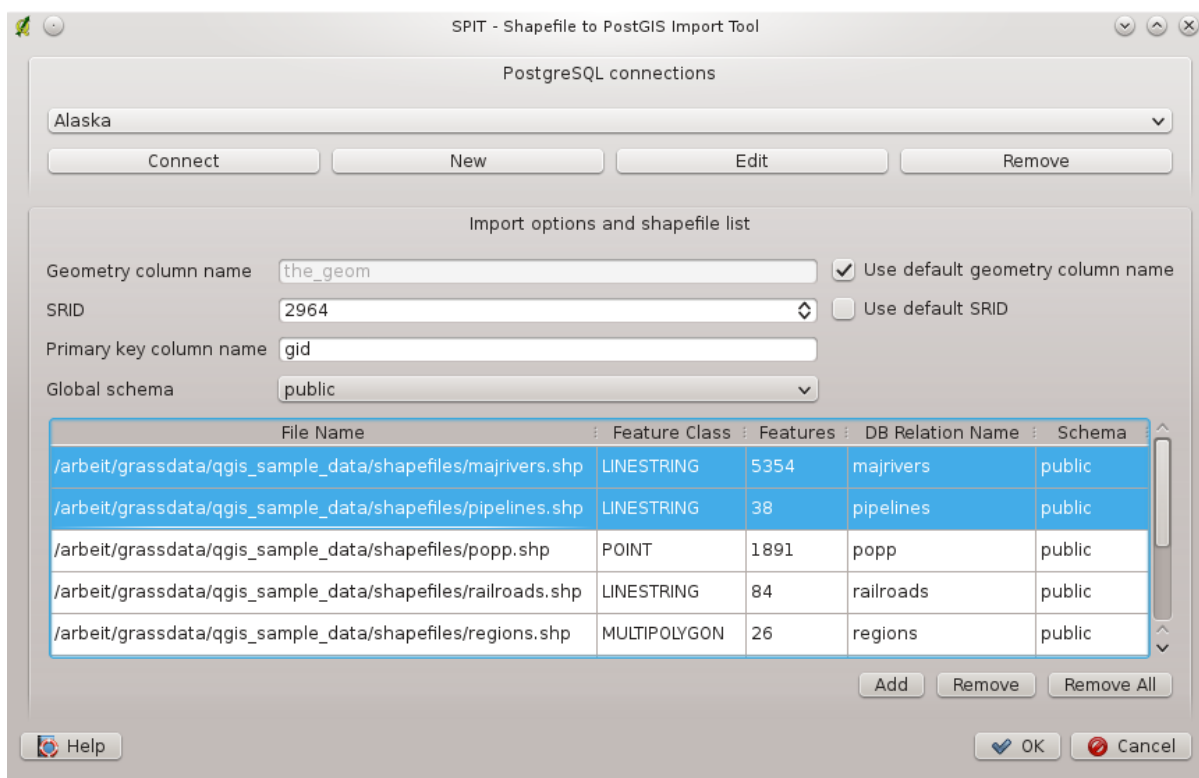 SPIT - Shapefile to PostGIS Import Tool
PostgreSQL connections
Alaska
Connect New Edit Remove
Import options and shapefile list
Geometry column name the_geom Use default geometry column name
SRID 2964 Use default SRID
Primary key column name gid
Global schema public
File Name Feature Class Features DB Relation Name Schema
/arbeit/grassdata/qgis_sample_data/shapefiles/majrivers.shp LINESTRING 5354 majrivers public
/arbeit/grassdata/qgis_sample_data/shapefiles/pipelines.shp LINESTRING 38 pipelines public
/arbeit/grassdata/qgis_sample_data/shapefiles/popp.shp POINT 1891 popp public
/arbeit/grassdata/qgis_sample_data/shapefiles/railroads.shp LINESTRING 84 railroads public
/arbeit/grassdata/qgis_sample_data/shapefiles/regions.shp MULTIPOLYGON 26 regions public
Add Remove Remove All
Help OK Cancel